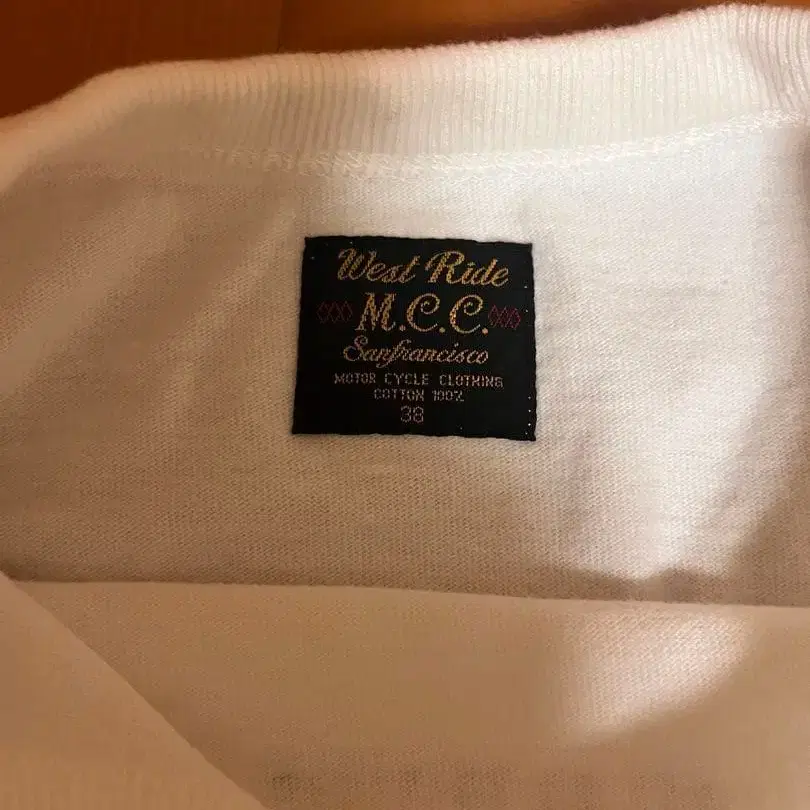 West Ride
M.C.C.
Sanfrancisco
MOTOR CYCLE CLOTHING
COTTON 100%
38